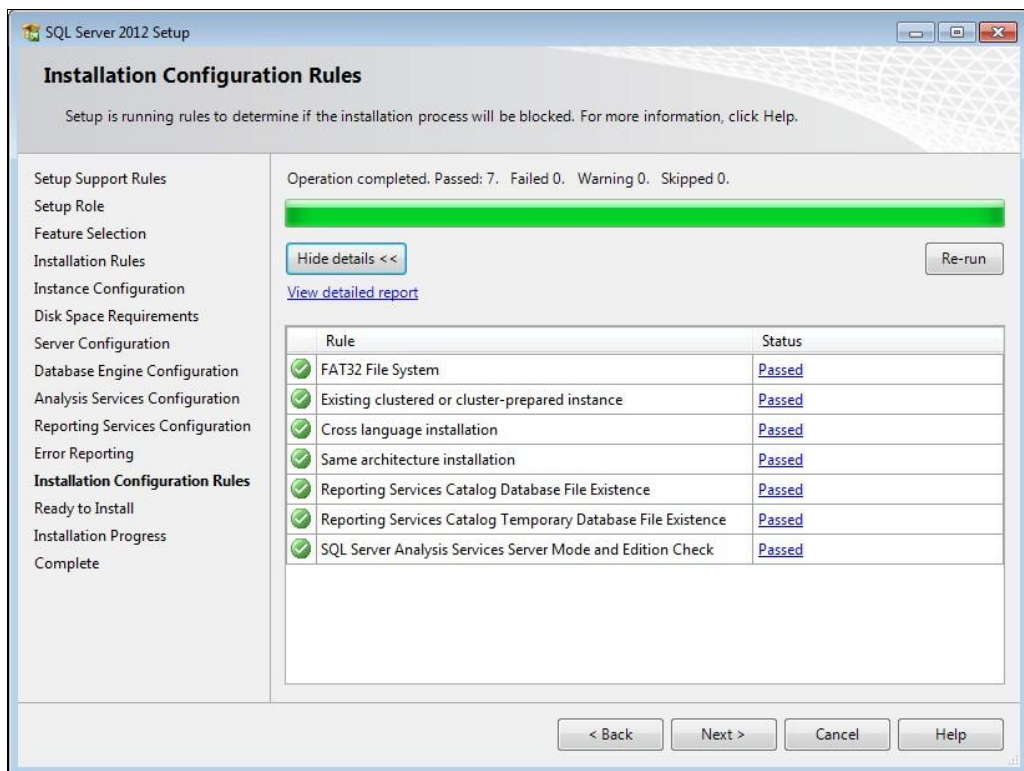 SQL Server 2012 Setup
Installation Configuration Rules
Setup is running rules to determine if the installation process will be blocked. For more information, click Help.
Setup Support Rules
Setup Role
Feature Selection
Installation Rules
Instance Configuration
Disk Space Requirements
Server Configuration
Database Engine Configuration
Analysis Services Configuration
Reporting Services Configuration
Error Reporting
Installation Configuration Rules
Ready to Install
Installation Progress
Complete
Operation completed. Passed: 7. Failed 0. Warning 0. Skipped 0.
Hide details << Re-run
View detailed report
Rule Status
FAT32 File System Passed
Existing clustered or cluster-prepared instance Passed
Cross language installation Passed
Same architecture installation Passed
Reporting Services Catalog Database File Existence Passed
Reporting Services Catalog Temporary Database File Existence Passed
SQL Server Analysis Services Server Mode and Edition Check Passed
< Back Next > Cancel Help